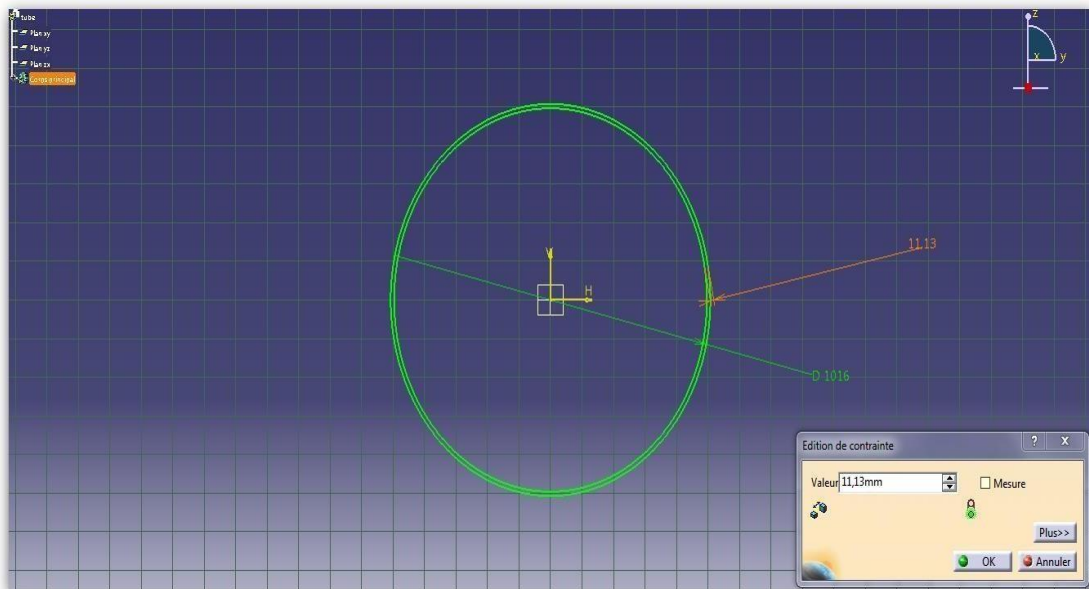 tube
Plan xy
Plan yz
Plan zx
Corps principal
z
x
y
V
H
11.13
D 1016
Edition de contrainte
? X
Valeur 11,13mm
Mesure
Plus>>
OK
Annuler